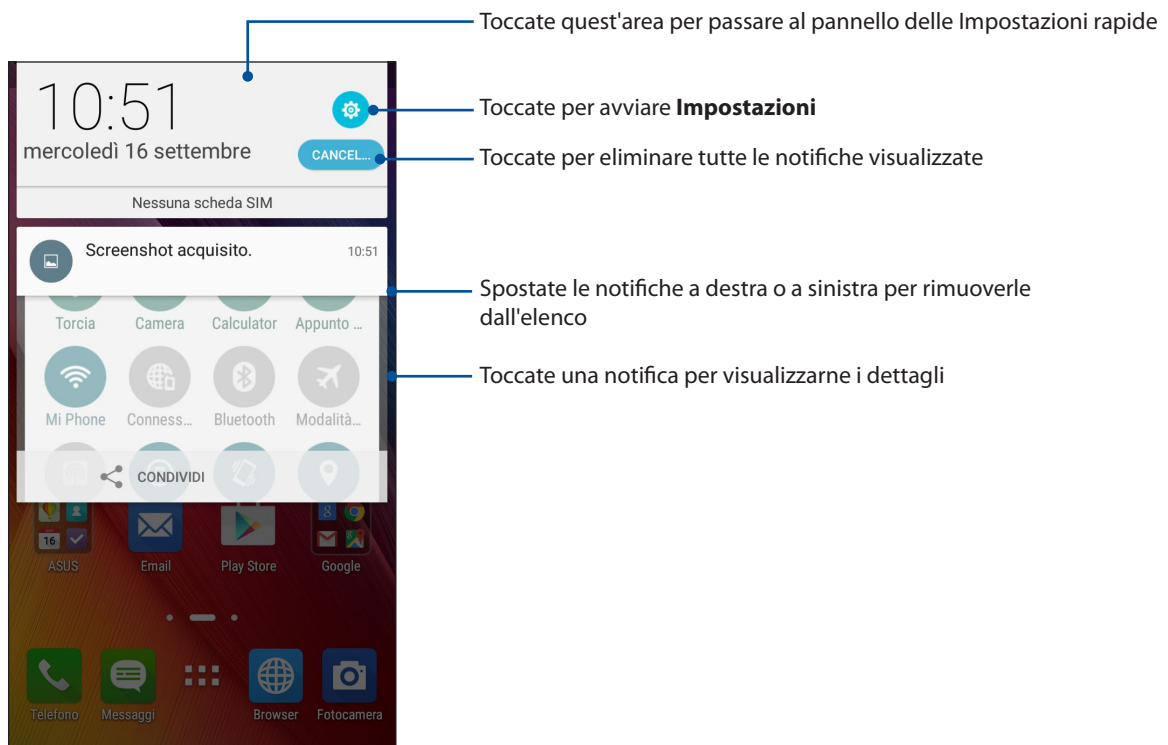 Toccate quest'area per passare al pannello delle Impostazioni rapide
10:51
Toccate per avviare Impostazioni
mercoledì 16 settembre
CANCEL...
Toccate per eliminare tutte le notifiche visualizzate
Nessuna scheda SIM
Screenshot acquisito.
10:51
Spostate le notifiche a destra o a sinistra per rimuoverle
dall'elenco
Torcia
Camera
Calculator
Appunto ...
Toccate una notifica per visualizzarne i dettagli
Mi Phone
Conness...
Bluetooth
Modalità...
CONDIVIDI
8
16
ASUS
Email
Play Store
Google
Telefono
Messaggi
Browser
Fotocamera